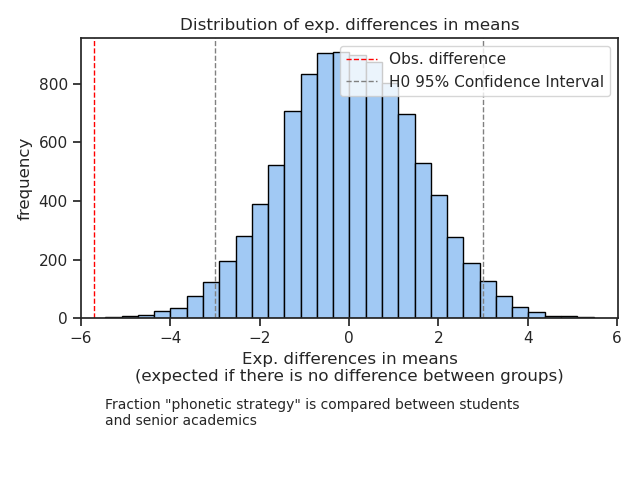 Distribution of exp. differences in means
Obs. difference
H0 95% Confidence Interval
frequency
800
600
400
200
0
−6
−4
−2
0
2
4
6
Exp. differences in means
(expected if there is no difference between groups)
Fraction "phonetic strategy" is compared between students
and senior academics